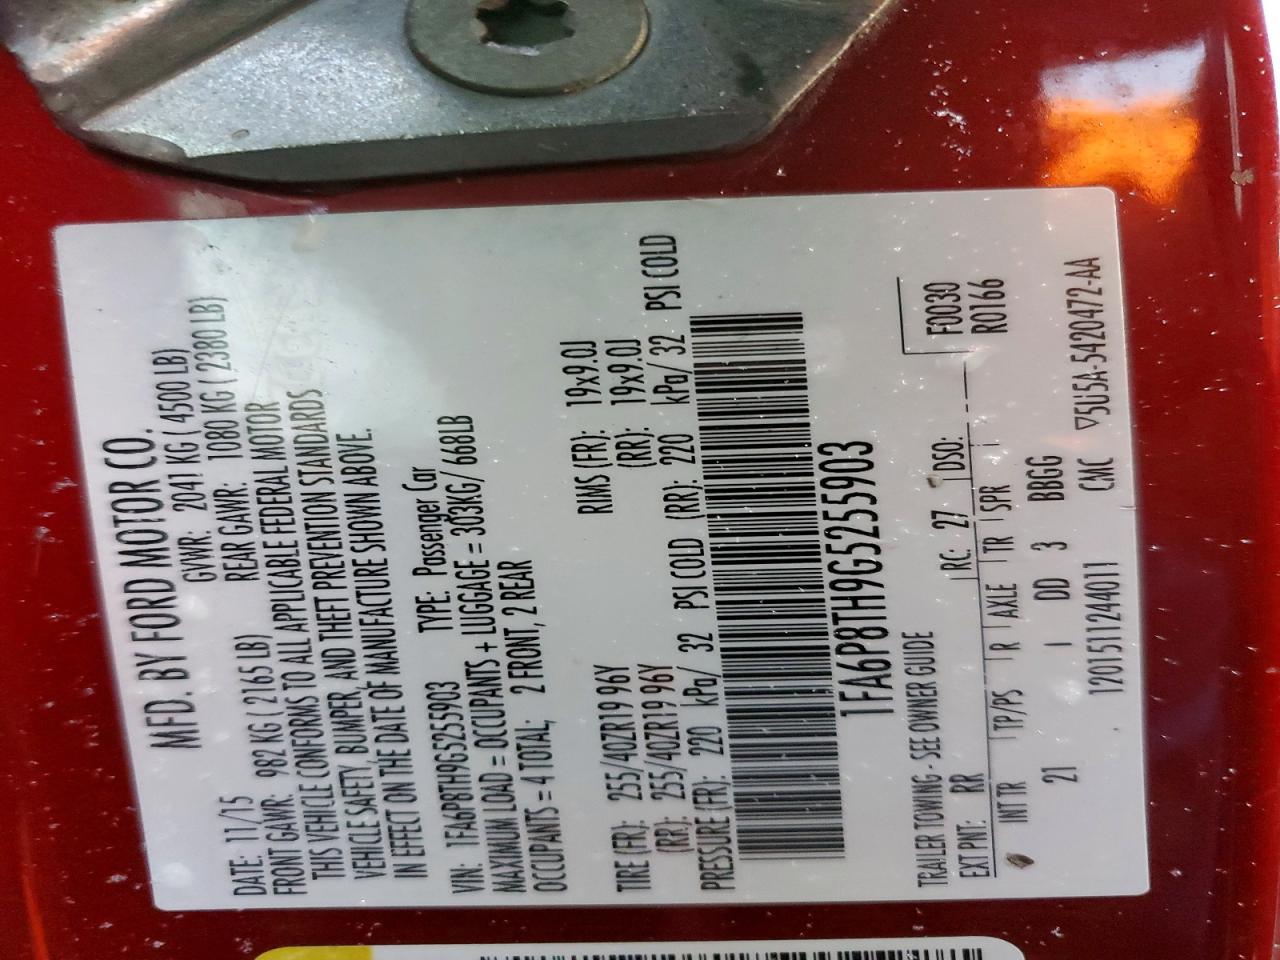 MFD. BY FORD MOTOR CO.
DATE: 11/15 GVWR: 2041 KG ( 4500 LB)
FRONT GAWR: 982 KG ( 2165 LB) REAR GAWR: 1080 KG ( 2380 LB)
THIS VEHICLE CONFORMS TO ALL APPLICABLE FEDERAL MOTOR
VEHICLE SAFETY, BUMPER, AND THEFT PREVENTION STANDARDS
IN EFFECT ON THE DATE OF MANUFACTURE SHOWN ABOVE.
VIN: 1FA6P8TH9G5255903 TYPE: Passenger Car
MAXIMUM LOAD = OCCUPANTS + LUGGAGE = 303KG/ 668LB
OCCUPANTS = 4 TOTAL; 2 FRONT, 2 REAR
TIRE (FR): 255/40ZR19 96Y RIMS (FR): 19x9.0J
(RR): 255/40ZR19 96Y (RR): 19x9.0J
PRESSURE (FR): 220 kPa/ 32 PSI COLD (RR): 220 kPa/ 32 PSI COLD
1FA6P8TH9G5255903
TRAILER TOWING - SEE OWNER GUIDE F0030
EXT PNT: RR RC: 27 DSO: R0166
INT TR TP/PS R AXLE TR SPR
21 I DD 3 BBGG
1201511244011 CMC ▽5U5A-5420472-AA